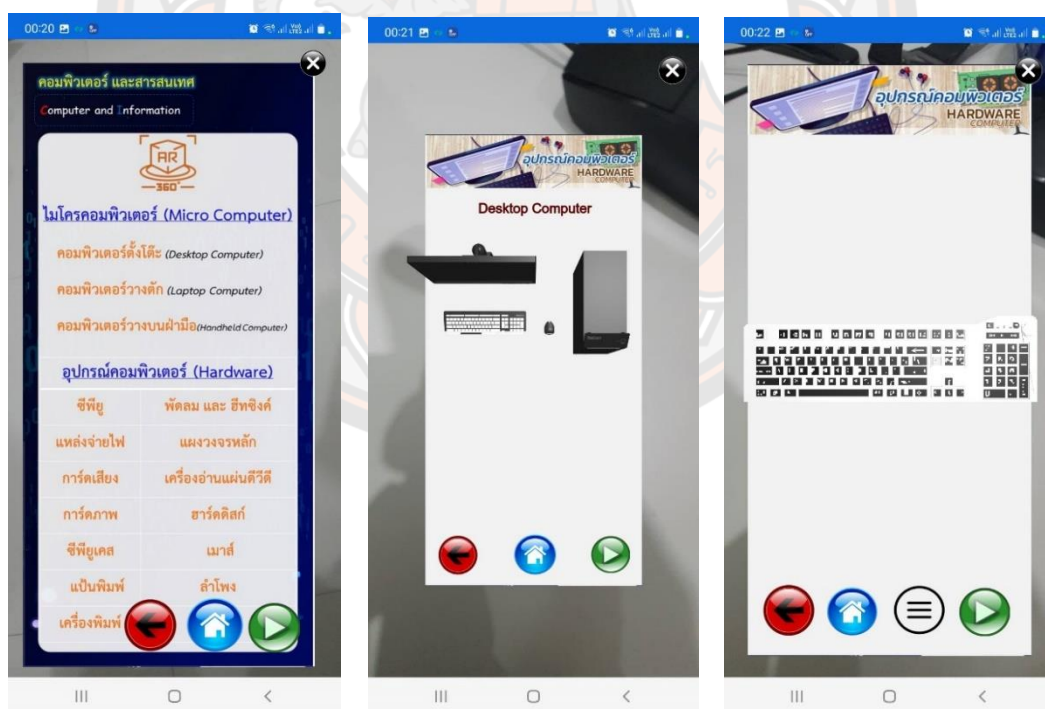 00:20
คอมพิวเตอร์ และสารสนเทศ
Computer and Information
AR
360°
ไมโครคอมพิวเตอร์ (Micro Computer)
คอมพิวเตอร์ตั้งโต๊ะ (Desktop Computer)
คอมพิวเตอร์วางตัก (Laptop Computer)
คอมพิวเตอร์วางบนฝ่ามือ(Handheld Computer)
อุปกรณ์คอมพิวเตอร์ (Hardware)
ซีพียู พัดลม และ ฮีทซิงค์
แหล่งจ่ายไฟ แผงวงจรหลัก
การ์ดเสียง เครื่องอ่านแผ่นดีวีดี
การ์ดภาพ ฮาร์ดดิสก์
ซีพียูเคส เมาส์
แป้นพิมพ์ ลำโพง
เครื่องพิมพ์
00:21
อุปกรณ์คอมพิวเตอร์
HARDWARE
COMPUTER
Desktop Computer
00:22
อุปกรณ์คอมพิวเตอร์
HARDWARE
COMPUTER